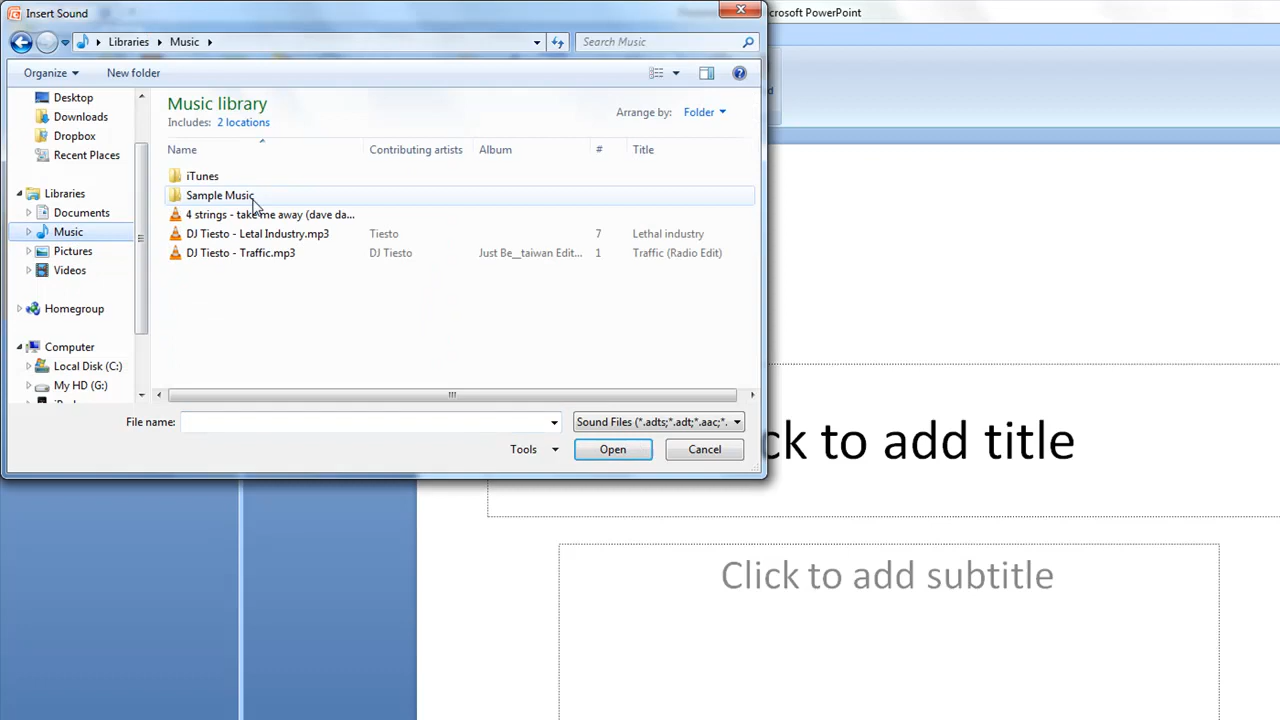 Insert Sound
crosoft PowerPoint
Libraries Music
Search Music
Organize New folder
Desktop
Downloads
Dropbox
Recent Places
Libraries
Documents
Music
Pictures
Videos
Homegroup
Computer
Local Disk (C:)
My HD (G:)
Music library
Includes: 2 locations
Arrange by: Folder
Name Contributing artists Album # Title
iTunes
Sample Music
4 strings - take me away (dave da...
DJ Tiesto - Letal Industry.mp3 Tiesto 7 Lethal industry
DJ Tiesto - Traffic.mp3 DJ Tiesto Just Be__taiwan Edit... 1 Traffic (Radio Edit)
File name: Sound Files (*.adts;*.adt;*.aac;*.
Tools Open Cancel
ck to add title
Click to add subtitle